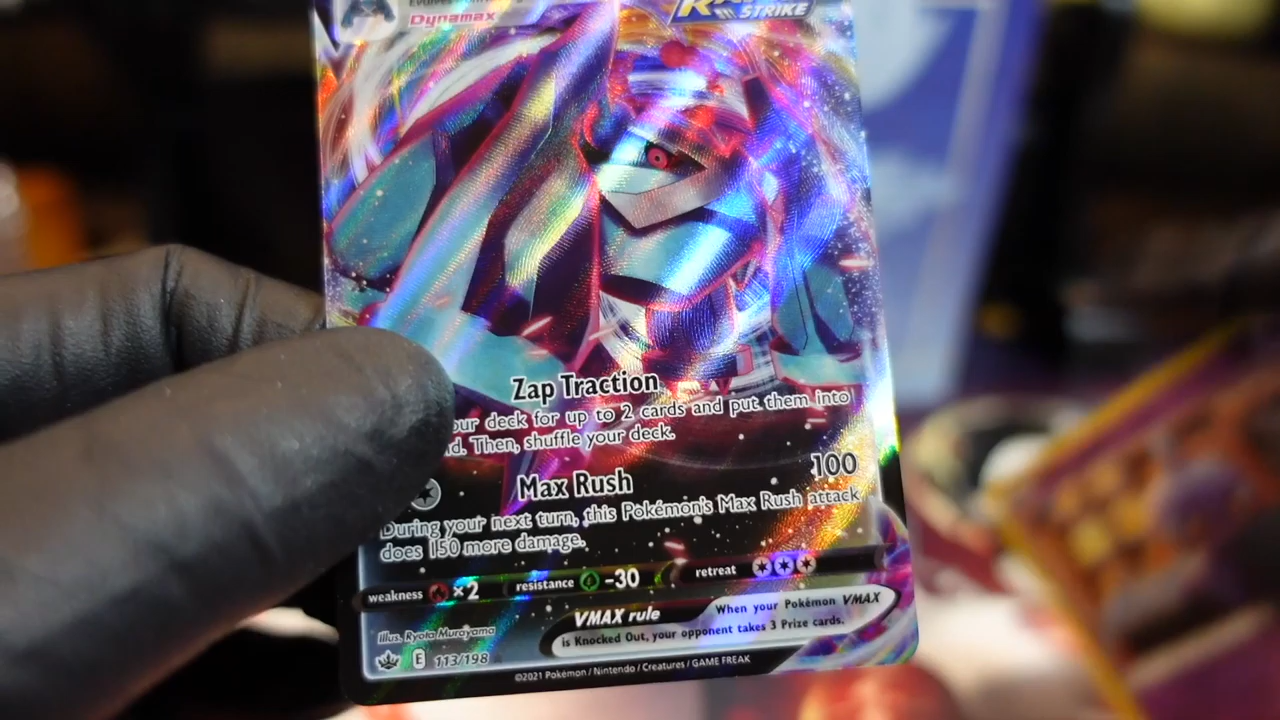 Dynamax
STRIKE
Zap Traction
our deck for up to 2 cards and put them into
d. Then, shuffle your deck.
Max Rush 100
During your next turn, this Pokémon's Max Rush attack
does 150 more damage.
weakness ×2 resistance -30 retreat
VMAX rule
When your Pokémon VMAX
is Knocked Out, your opponent takes 3 Prize cards.
Illus. Ryota Murayama
E 113/198
©2021 Pokémon / Nintendo / Creatures / GAME FREAK